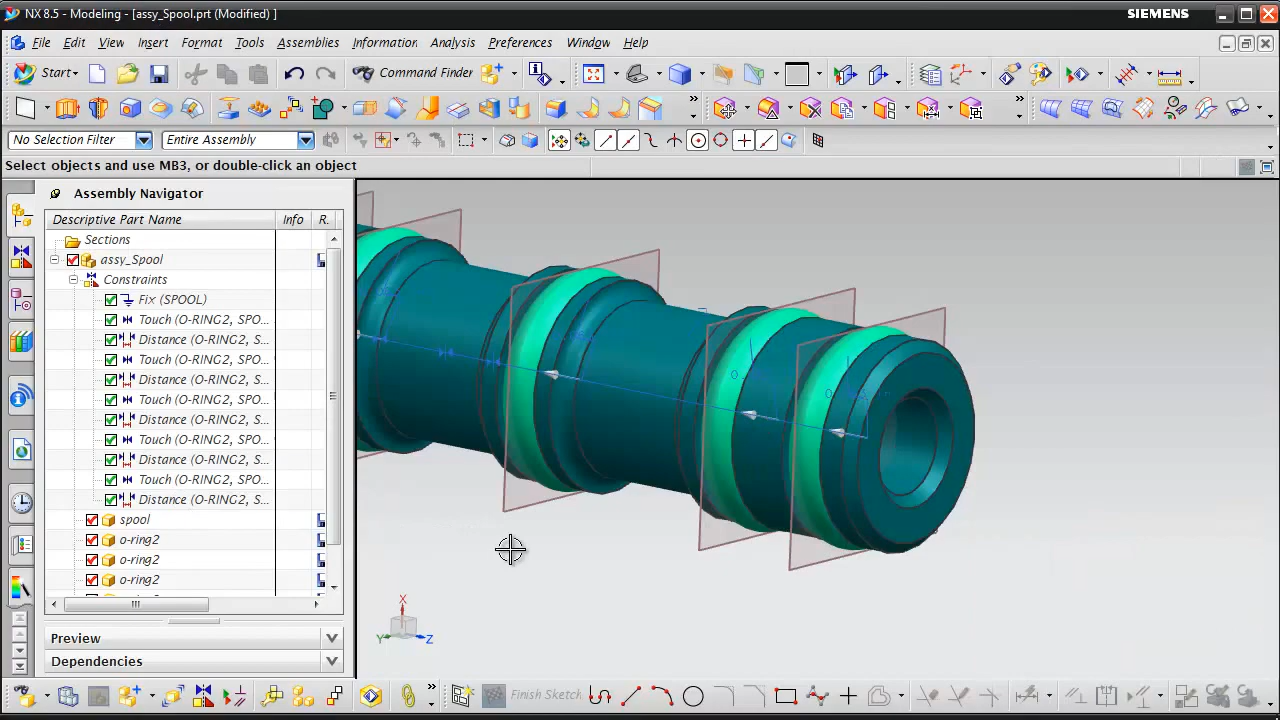 NX 8.5 - Modeling - [assy_Spool.prt (Modified) ]
SIEMENS
File Edit View Insert Format Tools Assemblies Information Analysis Preferences Window Help
Start Command Finder
No Selection Filter Entire Assembly
Select objects and use MB3, or double-click an object
Assembly Navigator
Descriptive Part Name Info R.
Sections
assy_Spool
Constraints
Fix (SPOOL)
Touch (O-RING2, SPO...
Distance (O-RING2, S...
Touch (O-RING2, SPO...
Distance (O-RING2, S...
Touch (O-RING2, SPO...
Distance (O-RING2, S...
Touch (O-RING2, SPO...
Distance (O-RING2, S...
Touch (O-RING2, SPO...
Distance (O-RING2, S...
spool
o-ring2
o-ring2
o-ring2
X
Y Z
Preview
Dependencies
Finish Sketch